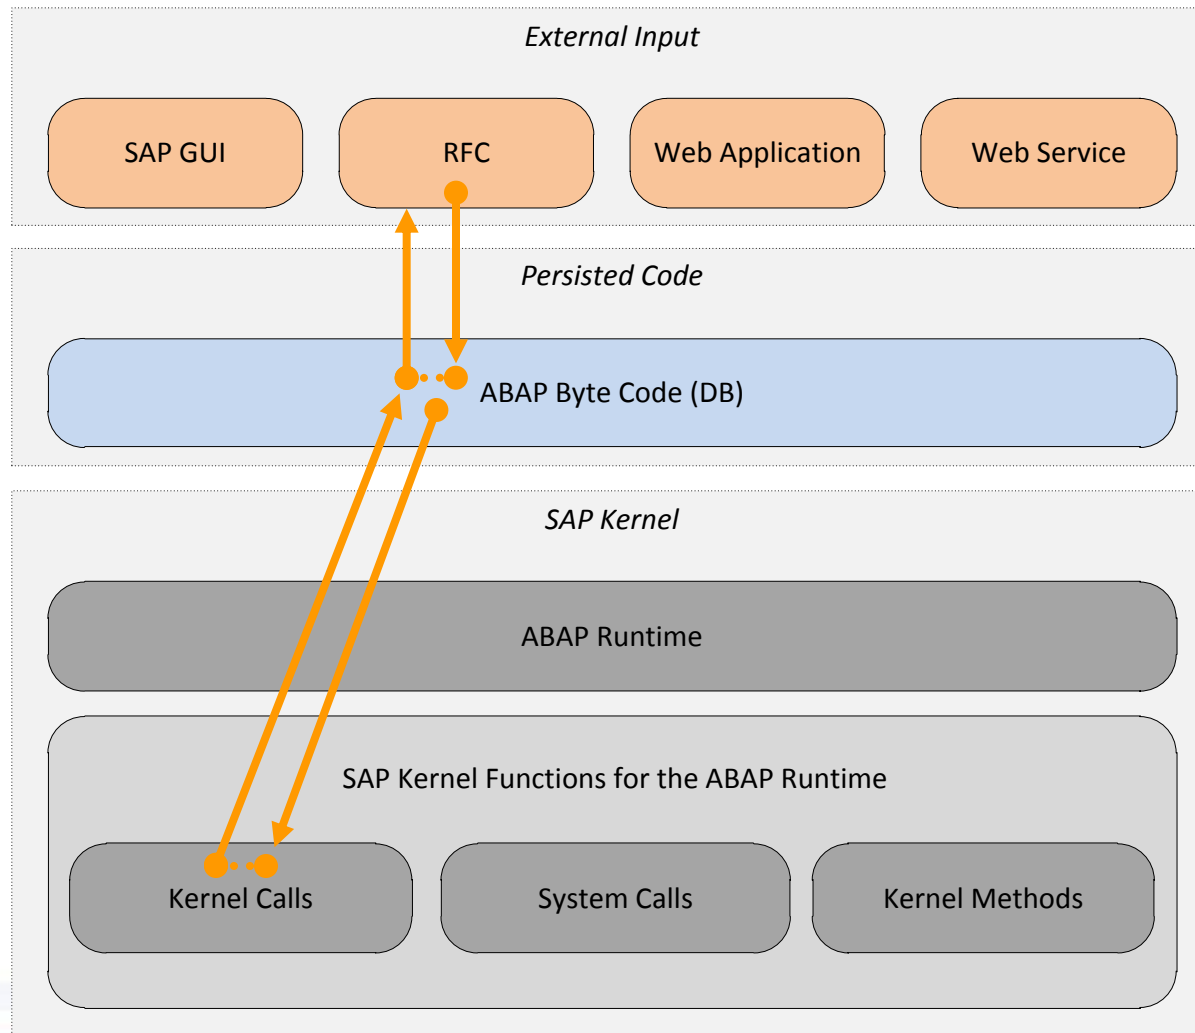 External Input
SAP GUI
RFC
Web Application
Web Service
Persisted Code
ABAP Byte Code (DB)
SAP Kernel
ABAP Runtime
SAP Kernel Functions for the ABAP Runtime
Kernel Calls
System Calls
Kernel Methods